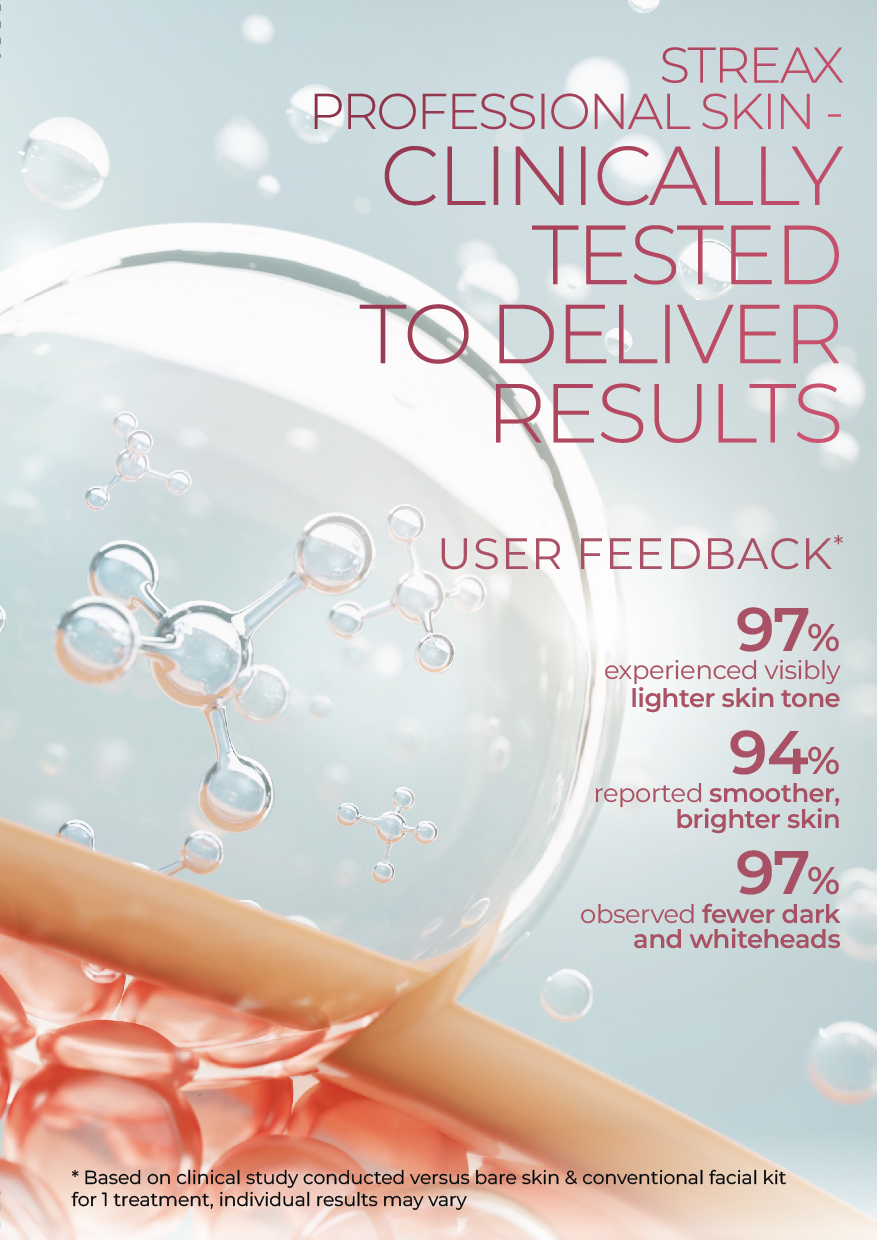 STREAX
PROFESSIONAL SKIN -
CLINICALLY
TESTED
TO DELIVER
RESULTS
USER FEEDBACK*
97%
experienced visibly
lighter skin tone
94%
reported smoother,
brighter skin
97%
observed fewer dark
and whiteheads
* Based on clinical study conducted versus bare skin & conventional facial kit
for 1 treatment, individual results may vary